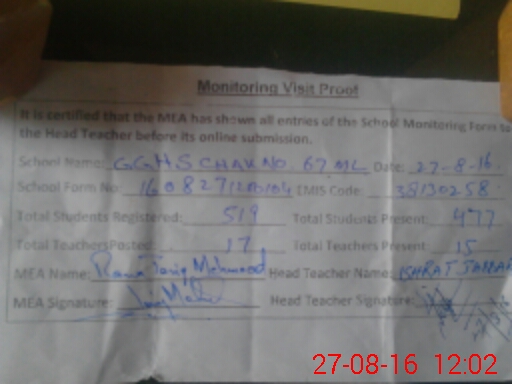 Monitoring Visit Proof
It is certified that the MEA has shown all entries of the School Monitoring Form to
the Head Teacher before its online submission.
School Name: GGHS CHAK NO. 67 ML Date: 27-8-16.
School Form No: EMIS Code: 38130258
Total Students Registered: 519 Total Students Present: 477
Total Teachers Posted: 17 Total Teachers Present: 15
MEA Name: Rana Tariq Mehmood Head Teacher Name: ISHRAT JABBAR
MEA Signature: Head Teacher Signature:
27-08-16 12:02